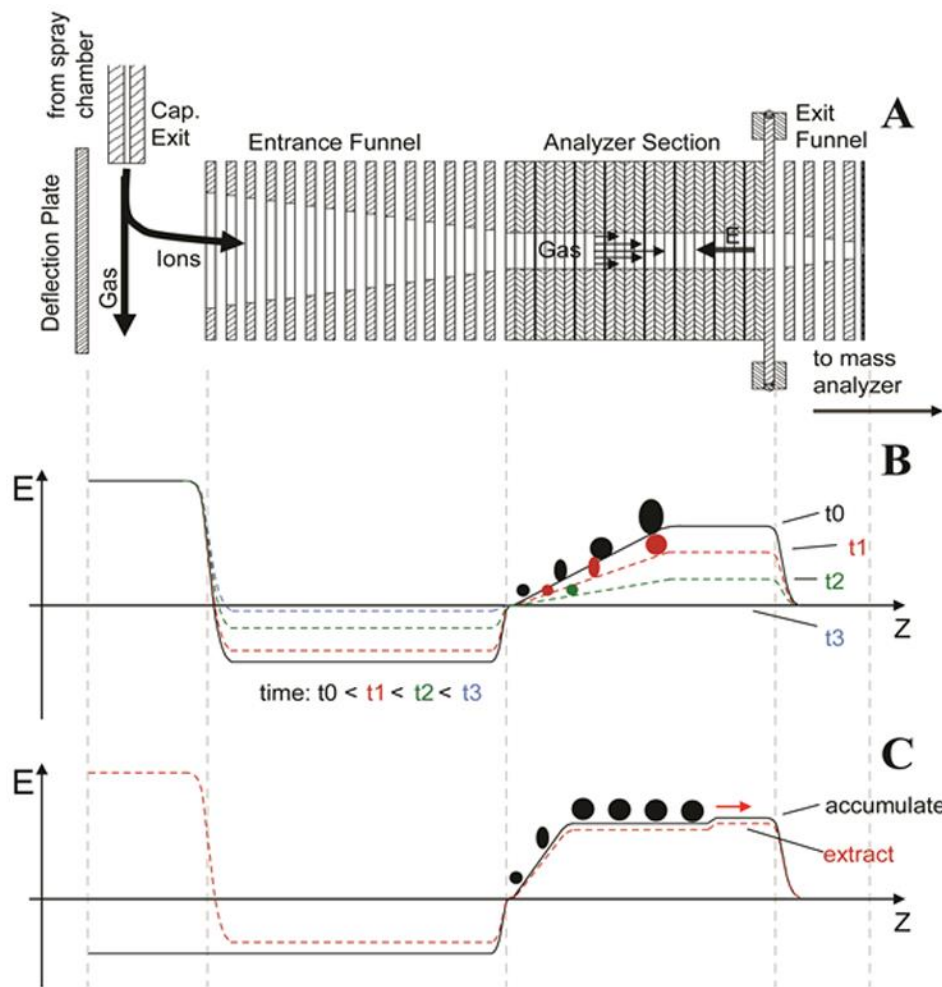 from spray
chamber
Cap.
Exit
Deflection Plate
Gas
Ions
Entrance Funnel
Analyzer Section
Gas
E
Exit
Funnel
A
to mass
analyzer
B
E
t0
t1
t2
t3
z
time: t0 < t1 < t2 < t3
C
E
accumulate
extract
z